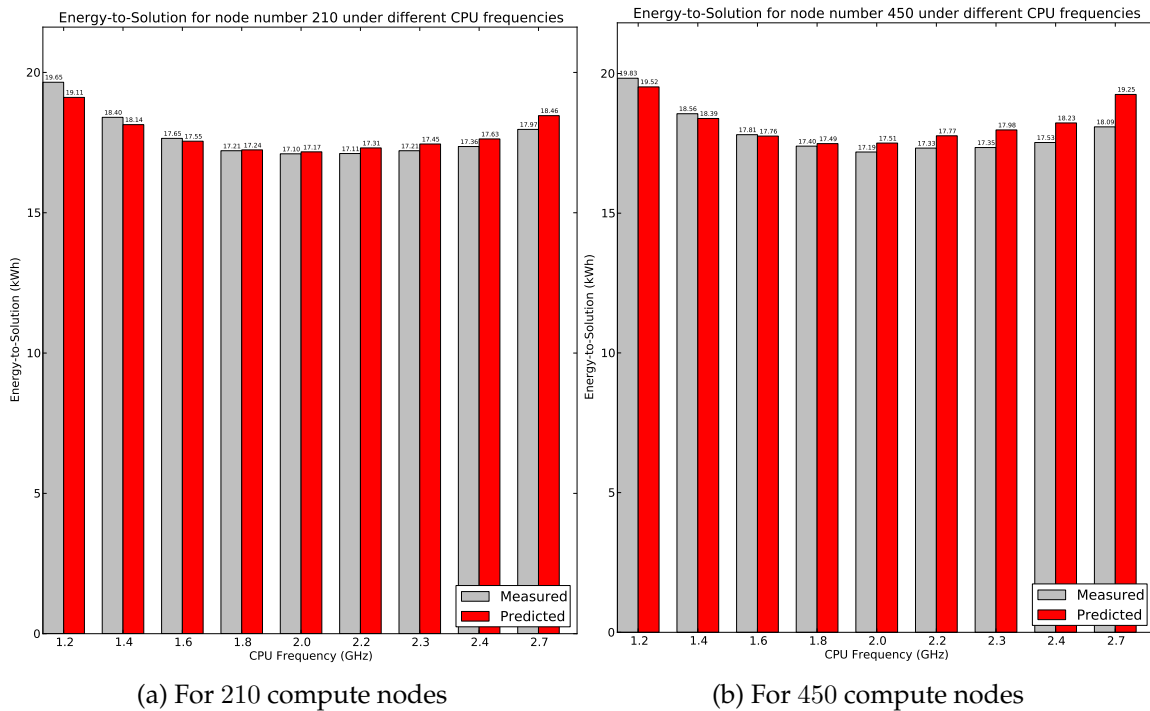 Energy-to-Solution for node number 210 under different CPU frequencies
Energy-to-Solution (kWh)
20
15
10
5
0
19.65 19.11 18.40 18.14 17.65 17.55 17.21 17.24 17.10 17.17 17.11 17.31 17.21 17.45 17.36 17.63 17.97 18.46
Measured
Predicted
1.2 1.4 1.6 1.8 2.0 2.2 2.3 2.4 2.7
CPU Frequency (GHz)
(a) For 210 compute nodes
Energy-to-Solution for node number 450 under different CPU frequencies
Energy-to-Solution (kWh)
20
15
10
5
0
19.83 19.52 18.56 18.39 17.81 17.76 17.40 17.49 17.19 17.51 17.33 17.77 17.35 17.98 17.53 18.23 18.09 19.25
Measured
Predicted
1.2 1.4 1.6 1.8 2.0 2.2 2.3 2.4 2.7
CPU Frequency (GHz)
(b) For 450 compute nodes